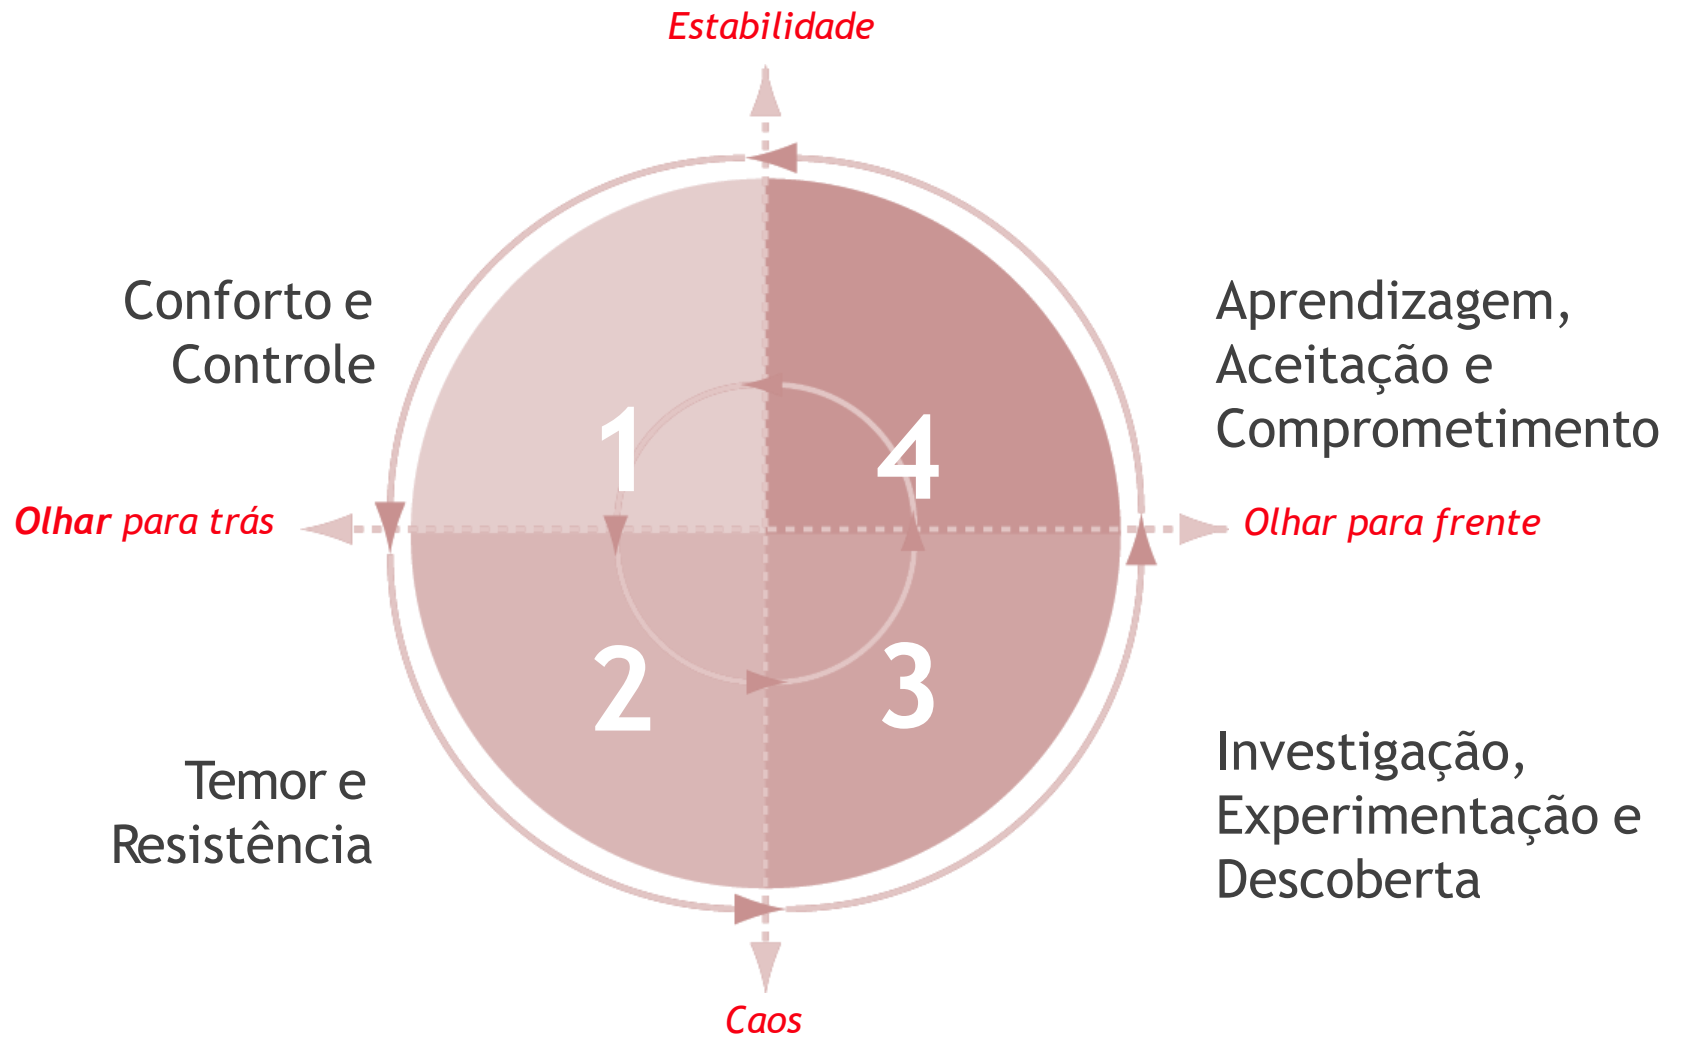 Estabilidade
Conforto e
Controle
Aprendizagem,
Aceitação e
Comprometimento
1
4
Olhar para trás
Olhar para frente
2
3
Temor e
Resistência
Investigação,
Experimentação e
Descoberta
Caos